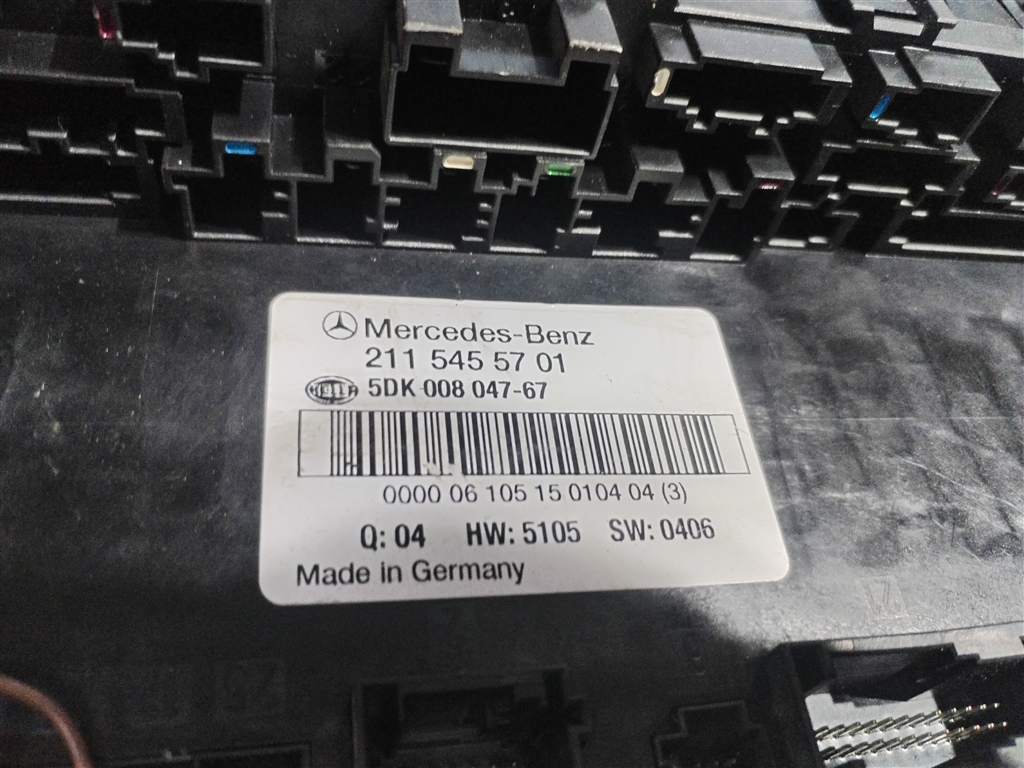 Mercedes-Benz
211 545 57 01
HELLA 5DK 008 047-67
0000 06 105 15 0104 04 (3)
Q: 04 HW: 5105 SW: 0406
Made in Germany